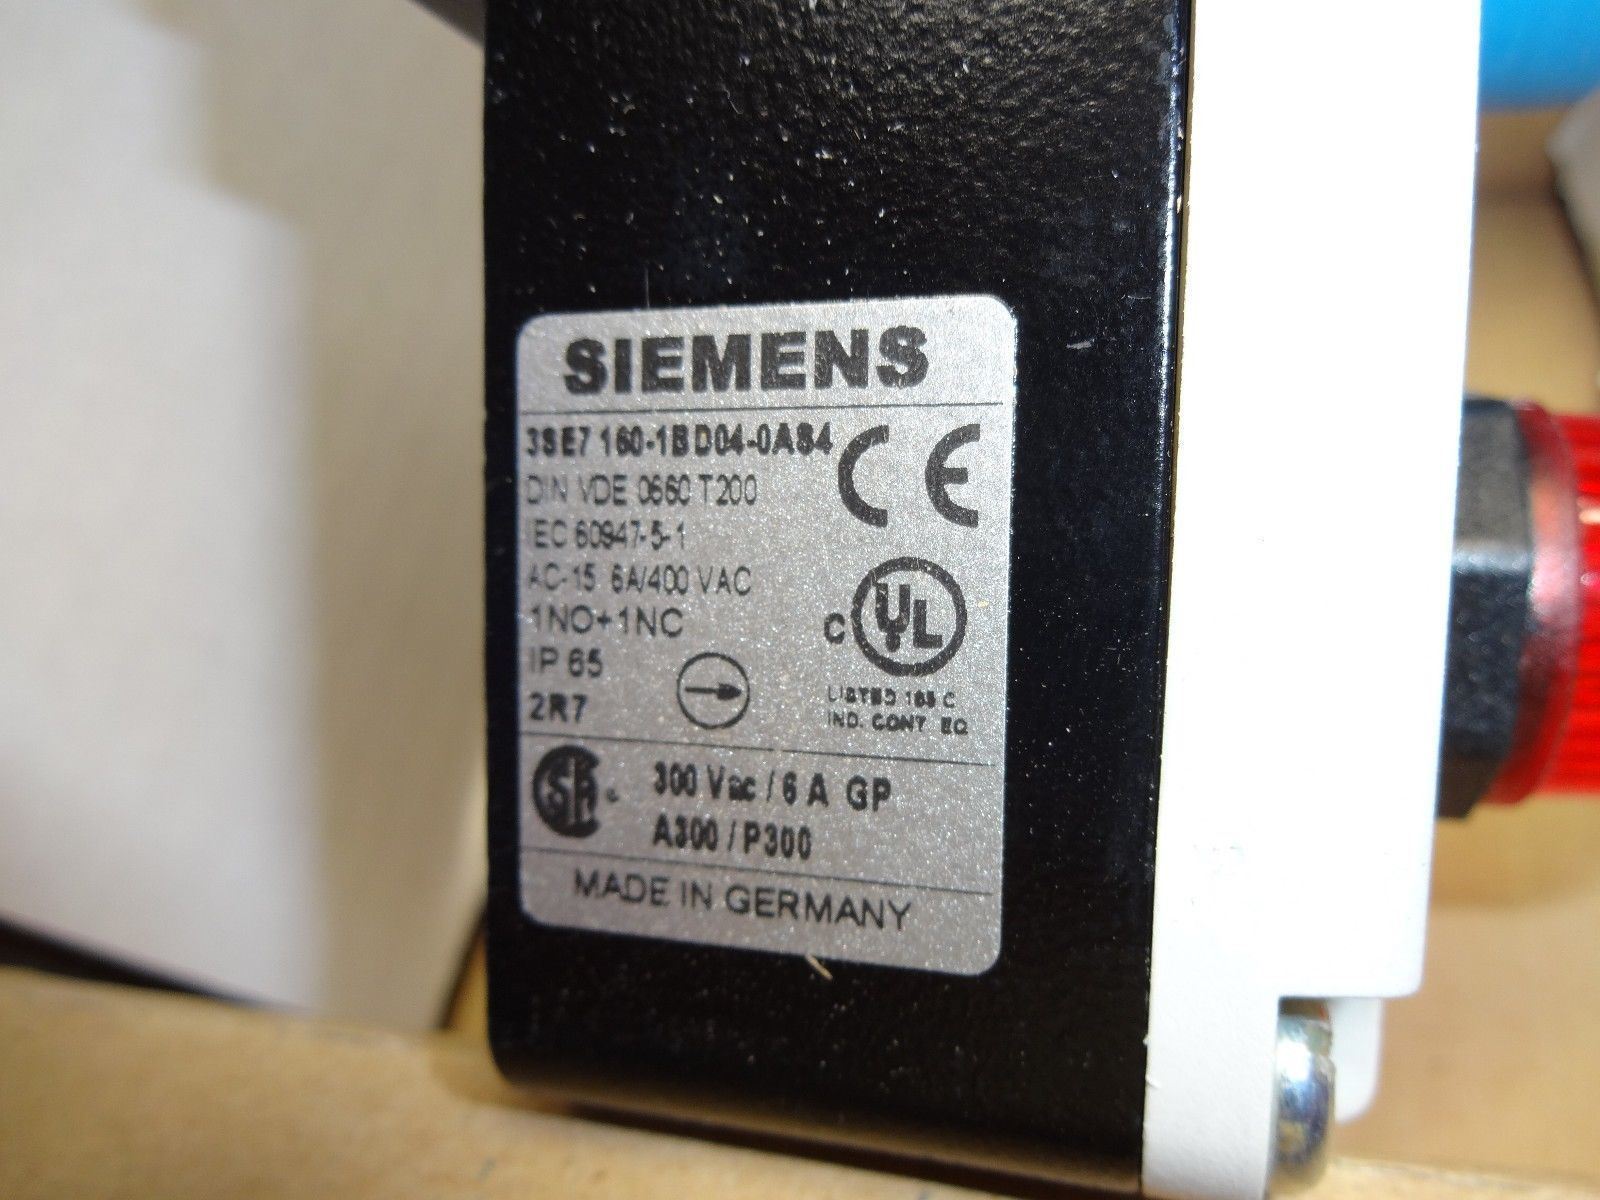 SIEMENS
3SE7 160-1BD04-0AS4
CE
DIN VDE 0660 T200
IEC 60947-5-1
AC-15 6A/400 VAC
1NO+1NC
C UL
IP 65
LISTED 165 C
2R7
IND. CONT EQ
300 Vac / 6 A GP
A300 / P300
MADE IN GERMANY